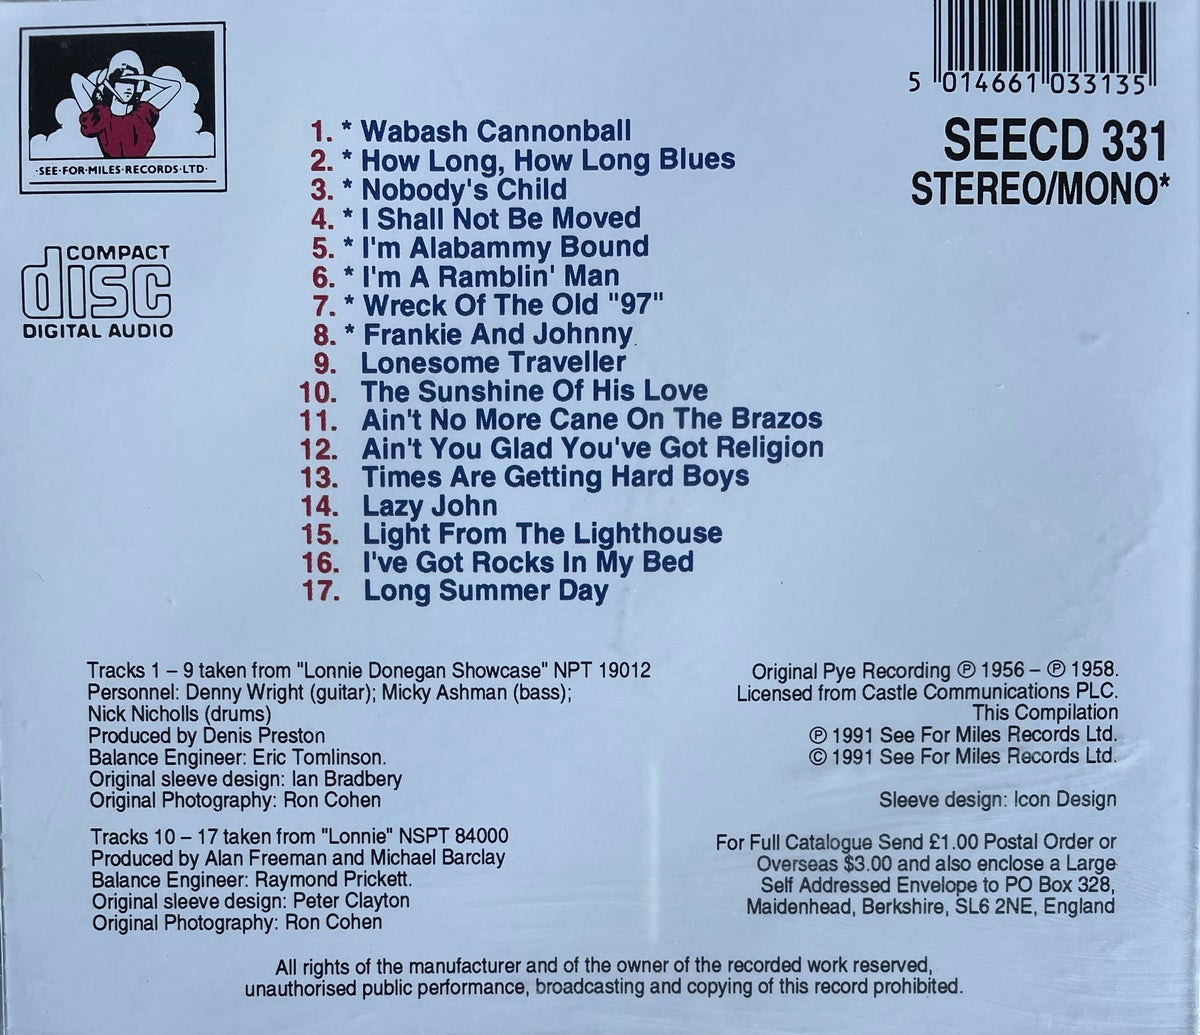 ·SEE·FOR·MILES·RECORDS·LTD·
COMPACT
disc
DIGITAL AUDIO
5 014661 033135
SEECD 331
STEREO/MONO*
1. * Wabash Cannonball
2. * How Long, How Long Blues
3. * Nobody's Child
4. * I Shall Not Be Moved
5. * I'm Alabammy Bound
6. * I'm A Ramblin' Man
7. * Wreck Of The Old "97"
8. * Frankie And Johnny
9. Lonesome Traveller
10. The Sunshine Of His Love
11. Ain't No More Cane On The Brazos
12. Ain't You Glad You've Got Religion
13. Times Are Getting Hard Boys
14. Lazy John
15. Light From The Lighthouse
16. I've Got Rocks In My Bed
17. Long Summer Day
Tracks 1 – 9 taken from "Lonnie Donegan Showcase" NPT 19012
Personnel: Denny Wright (guitar); Micky Ashman (bass);
Nick Nicholls (drums)
Produced by Denis Preston
Balance Engineer: Eric Tomlinson.
Original sleeve design: Ian Bradbery
Original Photography: Ron Cohen
Tracks 10 – 17 taken from "Lonnie" NSPT 84000
Produced by Alan Freeman and Michael Barclay
Balance Engineer: Raymond Prickett.
Original sleeve design: Peter Clayton
Original Photography: Ron Cohen
Original Pye Recording ℗ 1956 – ℗ 1958.
Licensed from Castle Communications PLC.
This Compilation
℗ 1991 See For Miles Records Ltd.
© 1991 See For Miles Records Ltd.
Sleeve design: Icon Design
For Full Catalogue Send £1.00 Postal Order or
Overseas $3.00 and also enclose a Large
Self Addressed Envelope to PO Box 328,
Maidenhead, Berkshire, SL6 2NE, England
All rights of the manufacturer and of the owner of the recorded work reserved,
unauthorised public performance, broadcasting and copying of this record prohibited.